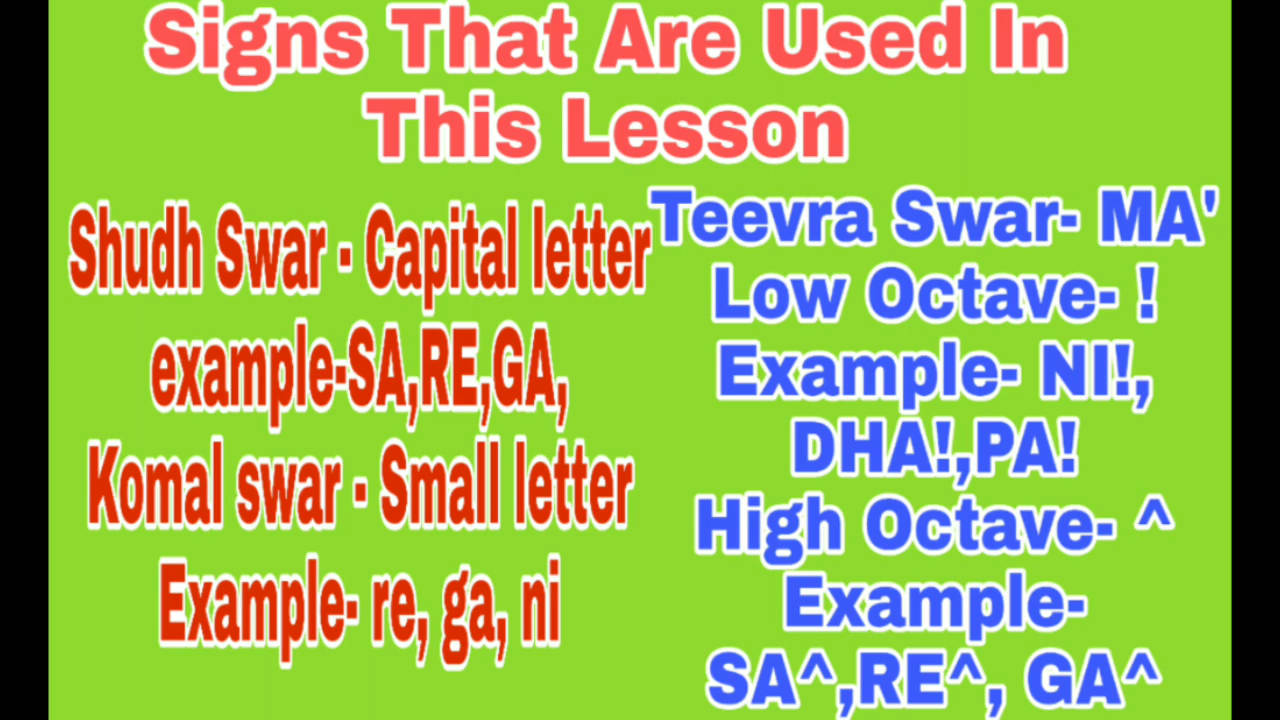 Signs That Are Used In
This Lesson
Shudh Swar - Capital letter
example-SA,RE,GA,
Komal swar - Small letter
Example- re, ga, ni
Teevra Swar- MA'
Low Octave- !
Example- NI!,
DHA!,PA!
High Octave- ^
Example-
SA^,RE^, GA^